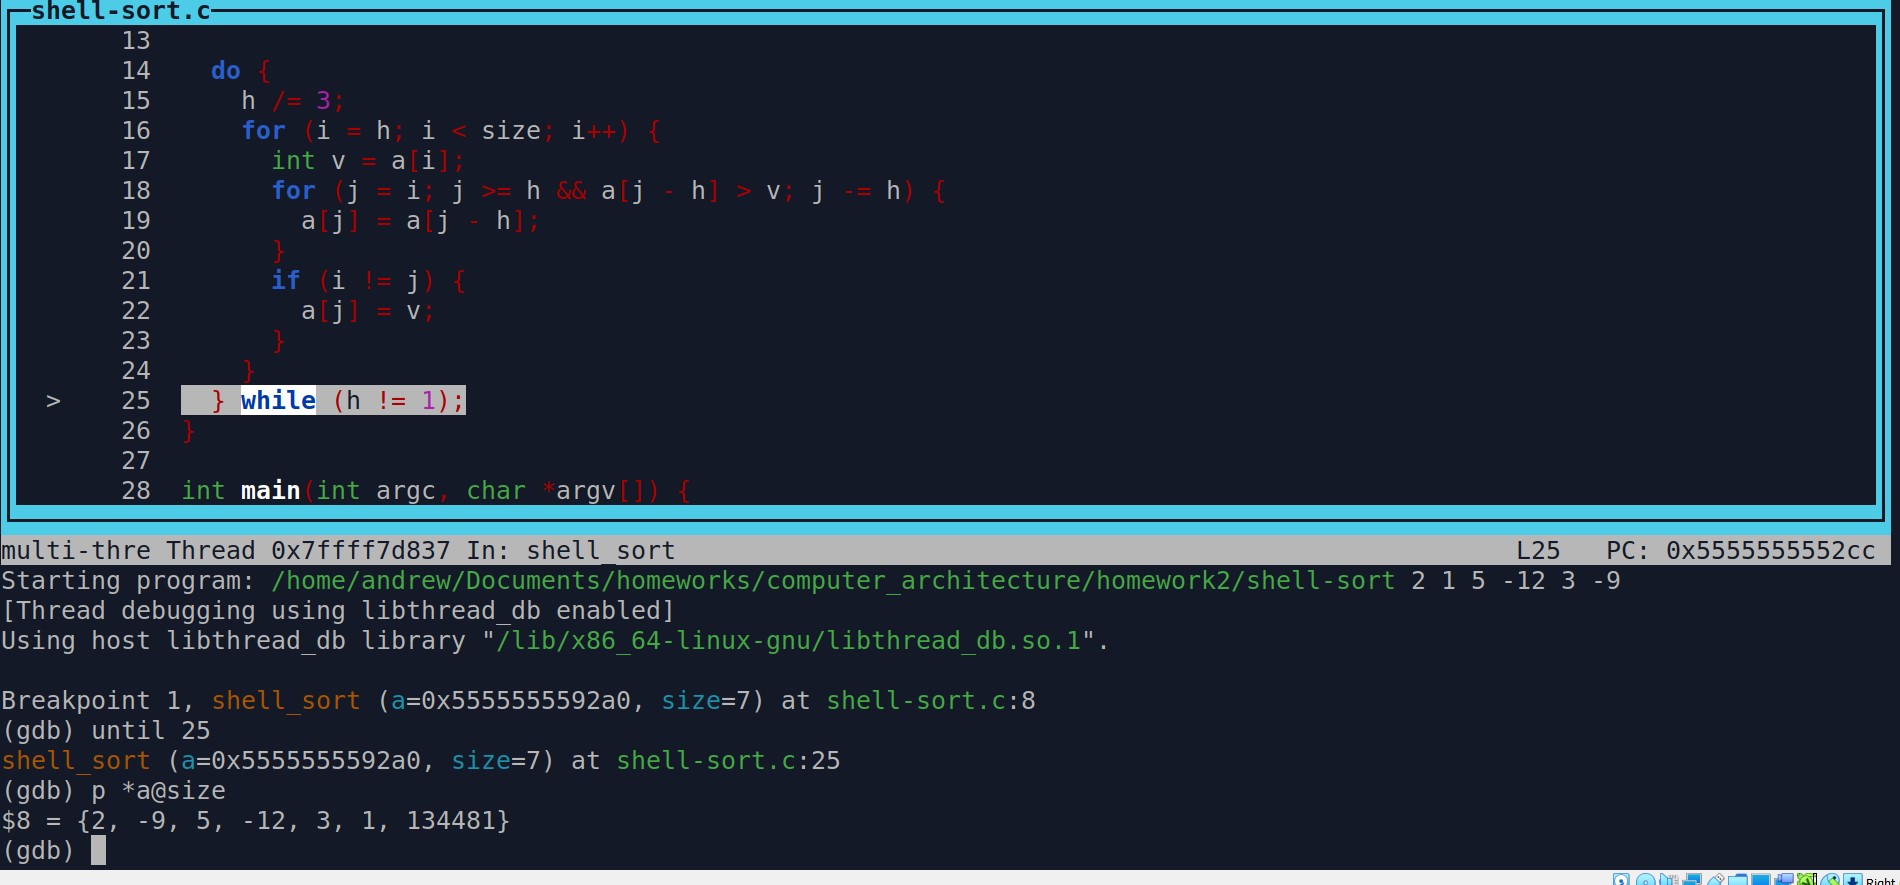 shell-sort.c
13
14 do {
15 h /= 3;
16 for (i = h; i < size; i++) {
17 int v = a[i];
18 for (j = i; j >= h && a[j - h] > v; j -= h) {
19 a[j] = a[j - h];
20 }
21 if (i != j) {
22 a[j] = v;
23 }
24 }
> 25 } while (h != 1);
26 }
27
28 int main(int argc, char *argv[]) {
multi-thre Thread 0x7ffff7d837 In: shell_sort L25 PC: 0x5555555552cc
Starting program: /home/andrew/Documents/homeworks/computer_architecture/homework2/shell-sort 2 1 5 -12 3 -9
[Thread debugging using libthread_db enabled]
Using host libthread_db library "/lib/x86_64-linux-gnu/libthread_db.so.1".
Breakpoint 1, shell_sort (a=0x5555555592a0, size=7) at shell-sort.c:8
(gdb) until 25
shell_sort (a=0x5555555592a0, size=7) at shell-sort.c:25
(gdb) p *a@size
$8 = {2, -9, 5, -12, 3, 1, 134481}
(gdb)
Right